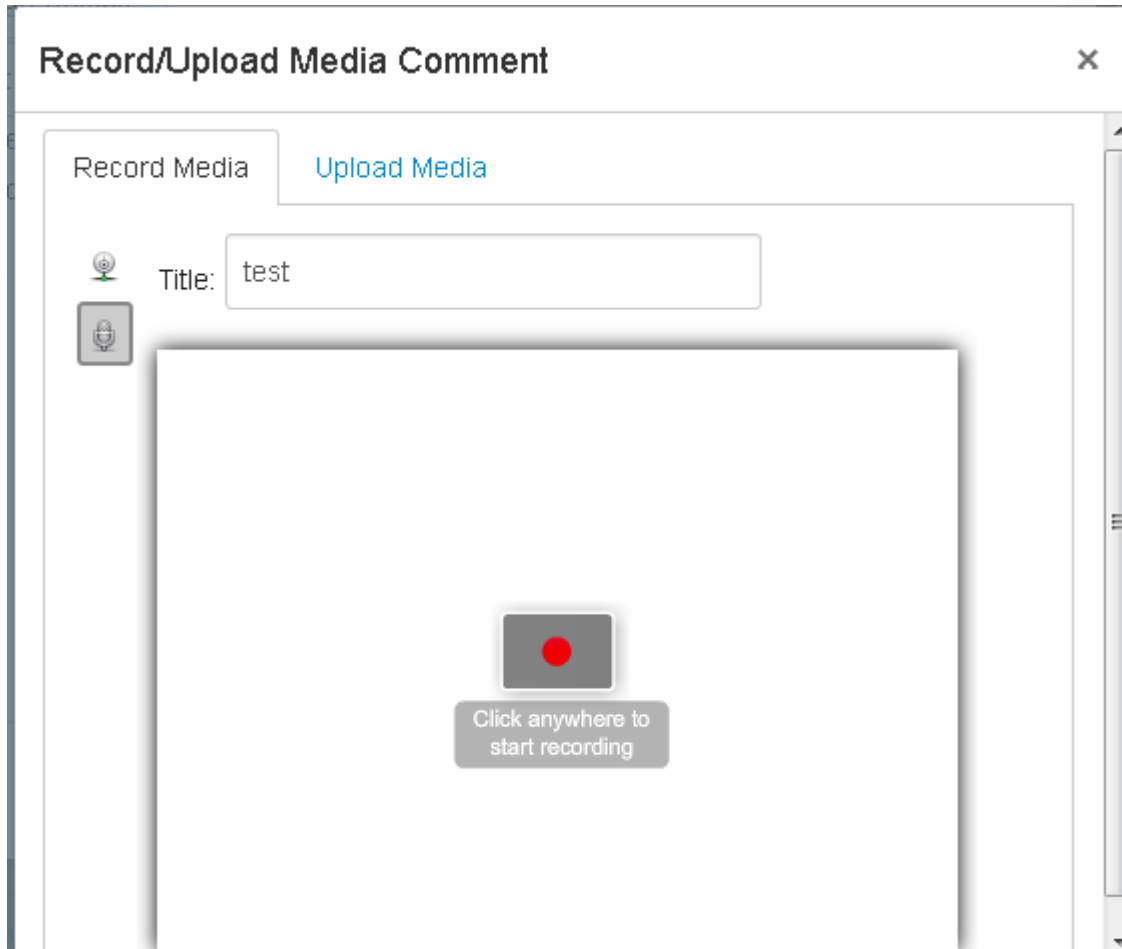 Record/Upload Media Comment
Record Media
Upload Media
Title: test
Click anywhere to
start recording